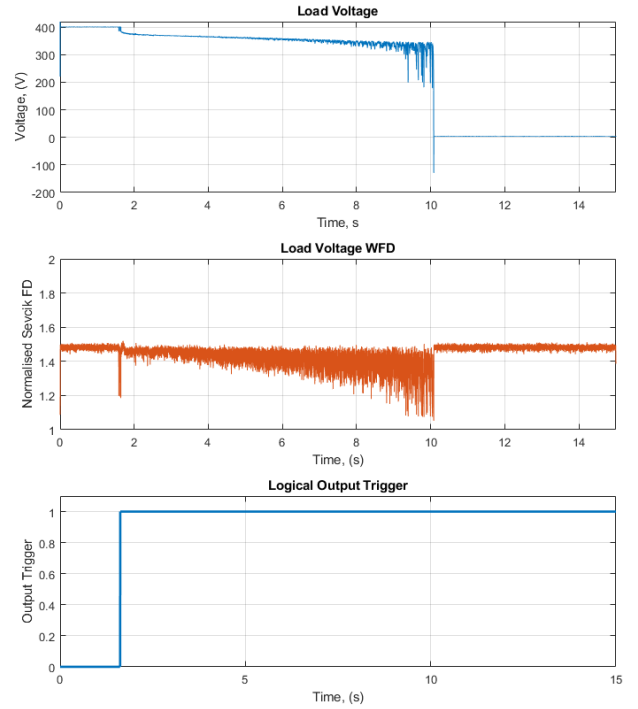 Load Voltage
400
300
200
100
0
-100
-200
Voltage, (V)
0 2 4 6 8 10 12 14
Time, s
Load Voltage WFD
2
1.8
1.6
1.4
1.2
1
Normalised Sevcik FD
0 2 4 6 8 10 12 14
Time, (s)
Logical Output Trigger
1
0.8
0.6
0.4
0.2
0
Output Trigger
0 5 10 15
Time, (s)